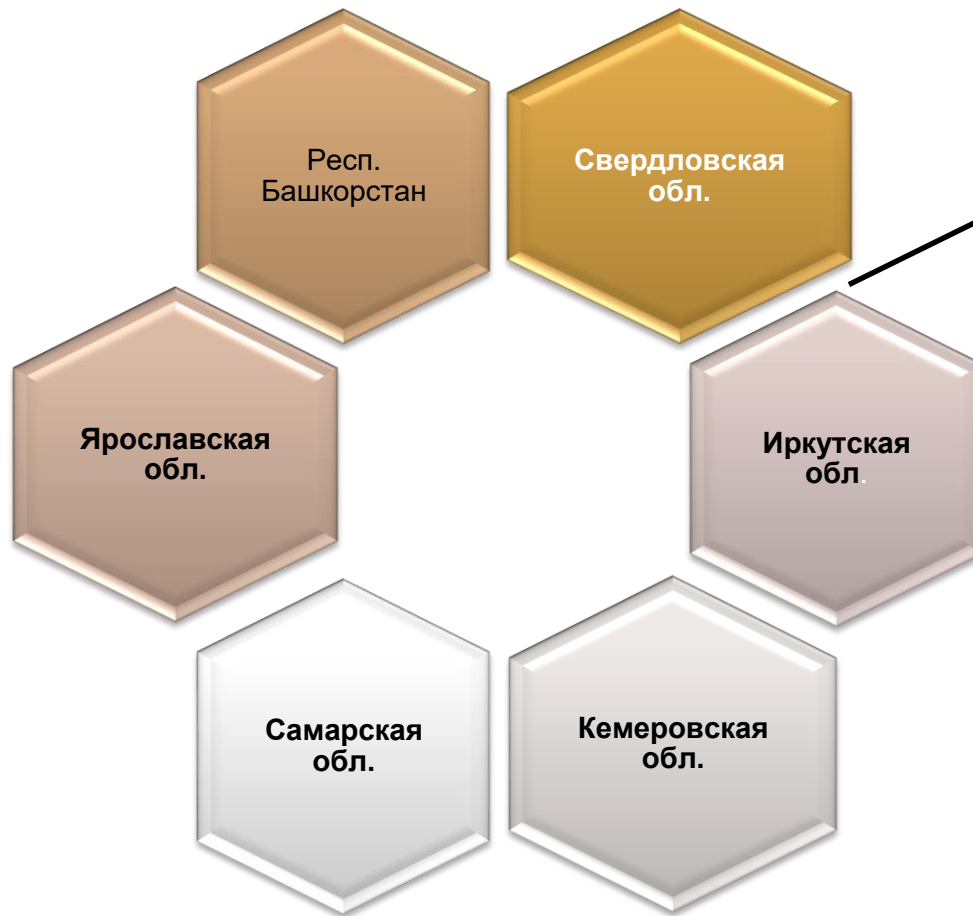 Респ.
Башкорстан
Свердловская
обл.
Ярославская
обл.
Иркутская
обл.
Самарская
обл.
Кемеровская
обл.